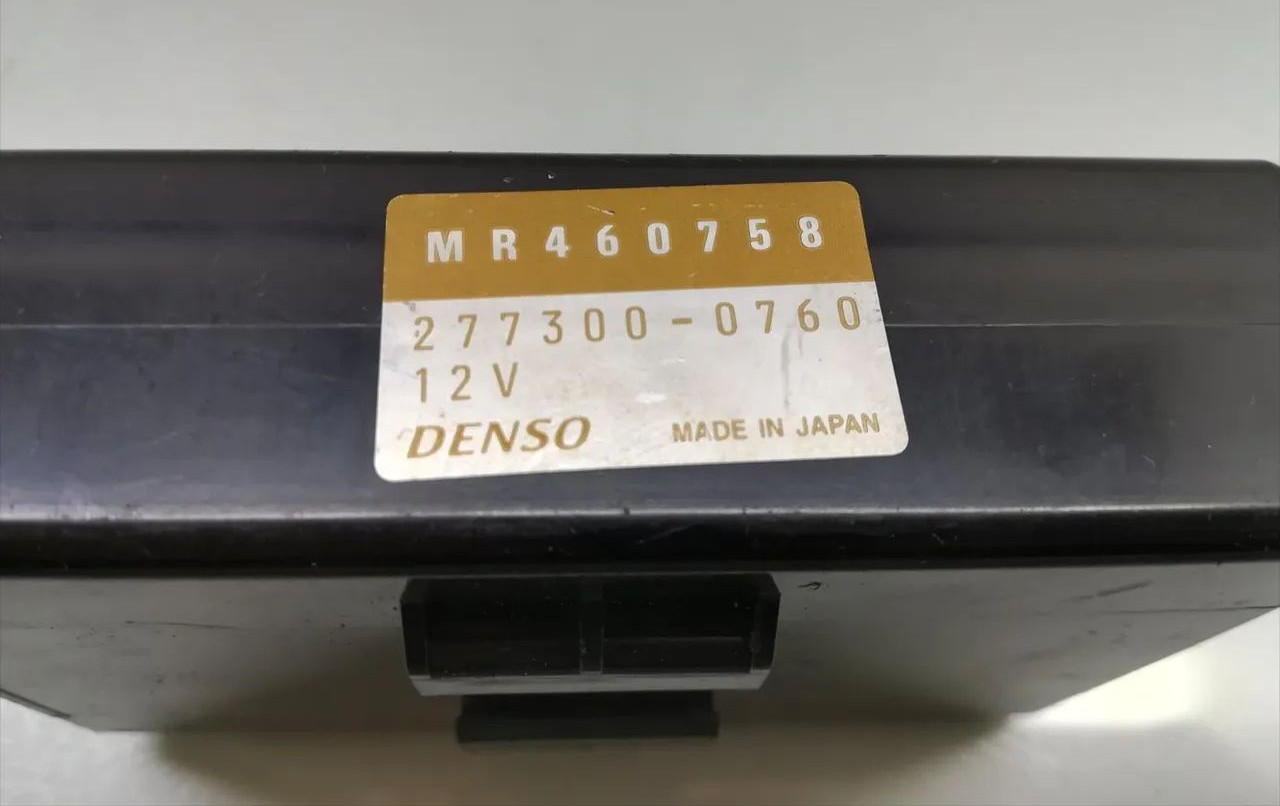 MR460758
277300-0760
12V
DENSO MADE IN JAPAN